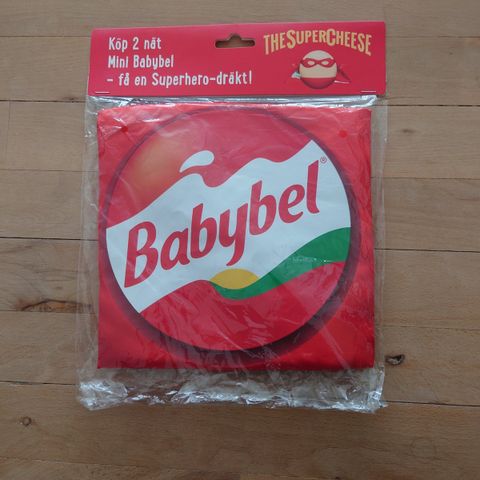 Köp 2 nät
Mini Babybel
- få en Superhero-dräkt!
THESUPERCHEESE
Babybel®